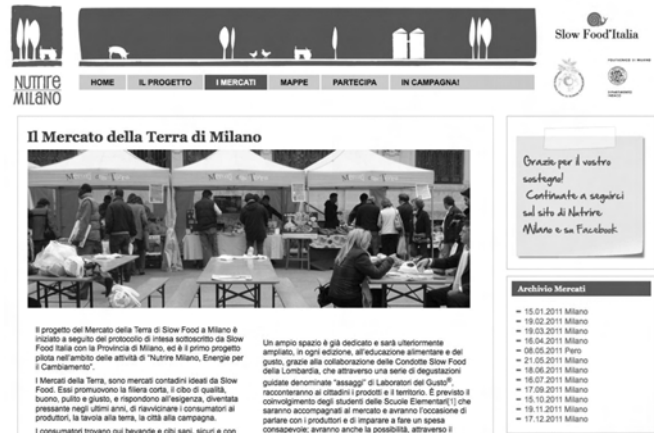 NUTRIRE
MILANO
Slow Food® Italia
HOME IL PROGETTO I MERCATI MAPPE PARTECIPA IN CAMPAGNA!
Il Mercato della Terra di Milano
Il progetto del Mercato della Terra di Slow Food a Milano è
iniziato a seguito del protocollo di intesa sottoscritto da Slow
Food Italia con la Provincia di Milano, ed è il primo progetto
pilota nell'ambito delle attività di "Nutrire Milano, Energie per
il Cambiamento".
I Mercati della Terra, sono mercati contadini ideati da Slow
Food. Essi promuovono la filiera corta, il cibo di qualità,
buono, pulito e giusto, e rispondono all'esigenza, diventata
pressante negli ultimi anni, di riavvicinare i consumatori ai
produttori, la tavola alla terra, la città alla campagna.
I consumatori trovano qui bevande e cibi sani, sicuri e con
Un ampio spazio è già dedicato e sarà ulteriormente
ampliato, in ogni edizione, all'educazione alimentare e del
gusto, grazie alla collaborazione delle Condotte Slow Food
della Lombardia, che attraverso una serie di degustazioni
guidate denominate "assaggi" di Laboratori del Gusto®,
racconteranno ai cittadini i prodotti e il territorio. È previsto il
coinvolgimento degli studenti delle Scuole Elementari[1] che
saranno accompagnati al mercato e avranno l'occasione di
parlare con i produttori e di imparare a fare un spesa
consapevole; avranno anche la possibilità, attraverso il
Grazie per il vostro
sostegno!
Continuate a seguirci
sul sito di Nutrire
Milano e su Facebook
Archivio Mercati
15.01.2011 Milano
19.02.2011 Milano
19.03.2011 Milano
16.04.2011 Milano
08.05.2011 Pero
21.05.2011 Milano
18.06.2011 Milano
16.07.2011 Milano
17.09.2011 Milano
15.10.2011 Milano
19.11.2011 Milano
17.12.2011 Milano